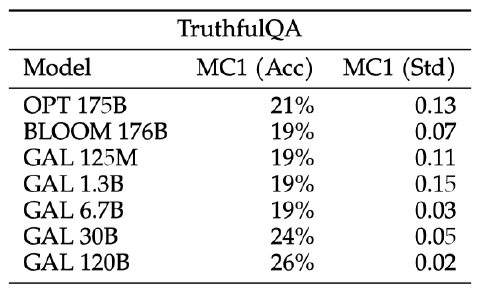 TruthfulQA
Model MC1 (Acc) MC1 (Std)
OPT 175B 21% 0.13
BLOOM 176B 19% 0.07
GAL 125M 19% 0.11
GAL 1.3B 19% 0.15
GAL 6.7B 19% 0.03
GAL 30B 24% 0.05
GAL 120B 26% 0.02